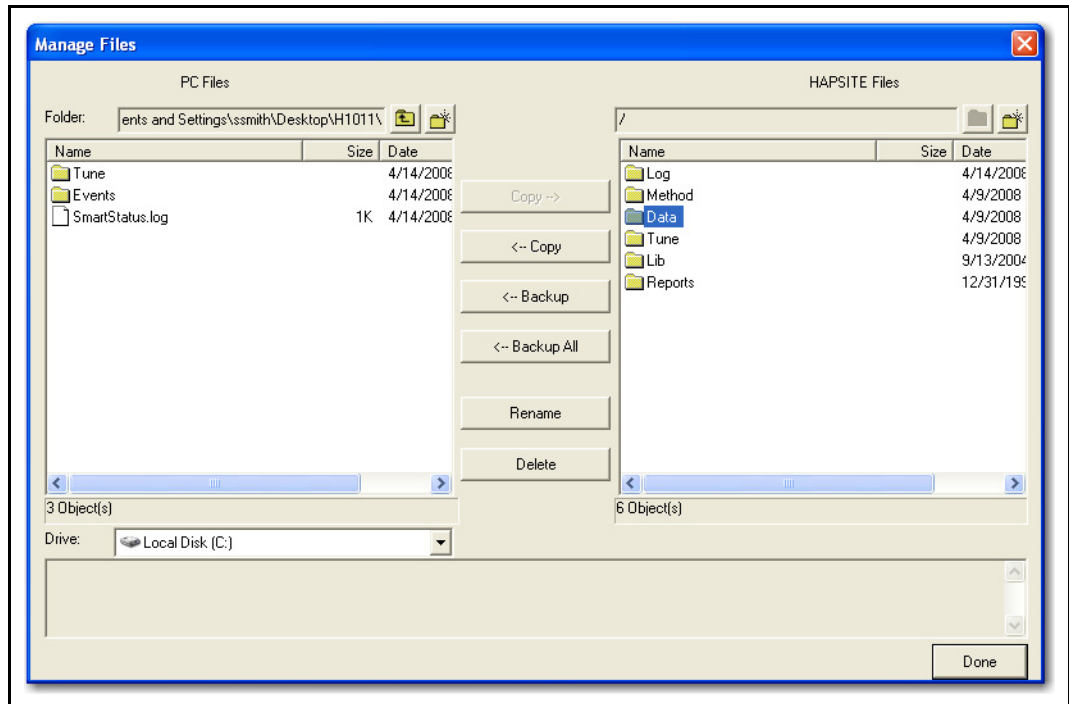 Manage Files
PC Files HAPSITE Files
Folder: ents and Settings\ssmith\Desktop\H1011\ /
Name Size Date Name Size Date
Tune 4/14/2008 Log 4/14/2008
Events 4/14/2008 Copy --> Method 4/9/2008
SmartStatus.log 1K 4/14/2008 Data 4/9/2008
<-- Copy Tune 4/9/2008
Lib 9/13/2004
<-- Backup Reports 12/31/199
<-- Backup All
Rename
Delete
3 Object(s) 6 Object(s)
Drive: Local Disk (C:)
Done